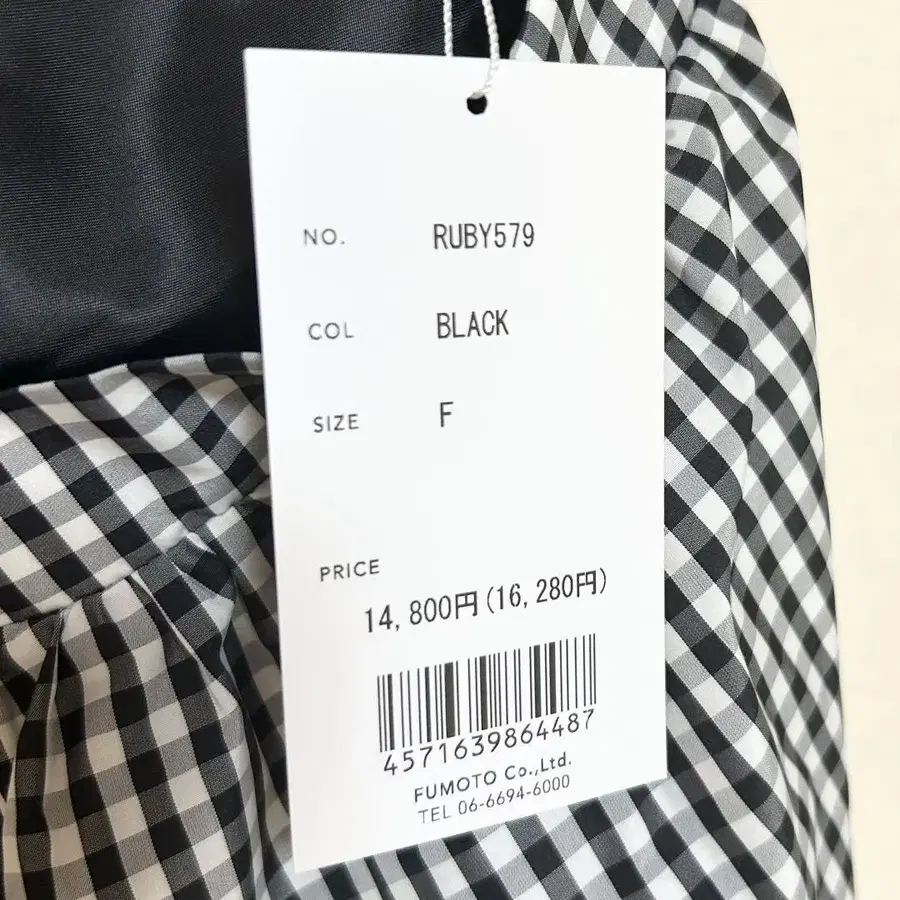 NO. RUBY579
COL BLACK
SIZE F
PRICE
14,800円(16,280円)
4571639864487
FUMOTO Co.,Ltd.
TEL 06-6694-6000